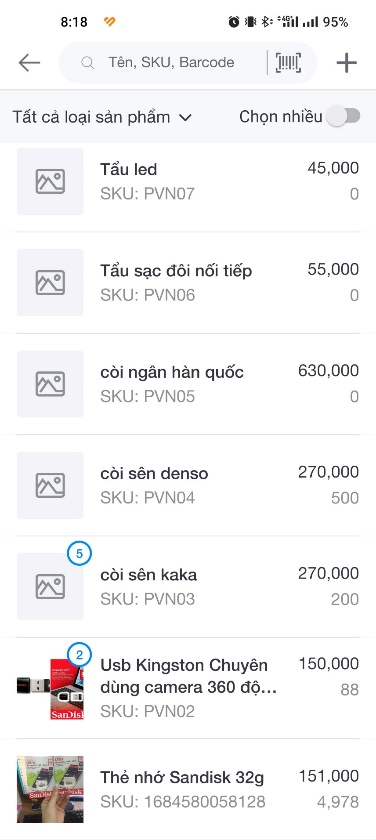 8:18
4G 95%
Tên, SKU, Barcode
Tất cả loại sản phẩm
Chọn nhiều
Tẩu led 45,000
SKU: PVN07 0
Tẩu sạc đôi nối tiếp 55,000
SKU: PVN06 0
còi ngân hàn quốc 630,000
SKU: PVN05 0
còi sên denso 270,000
SKU: PVN04 500
5
còi sên kaka 270,000
SKU: PVN03 200
2
Usb Kingston Chuyên 150,000
dùng camera 360 độ... 88
SKU: PVN02
SanDisk
Thẻ nhớ Sandisk 32g 151,000
SKU: 1684580058128 4,978